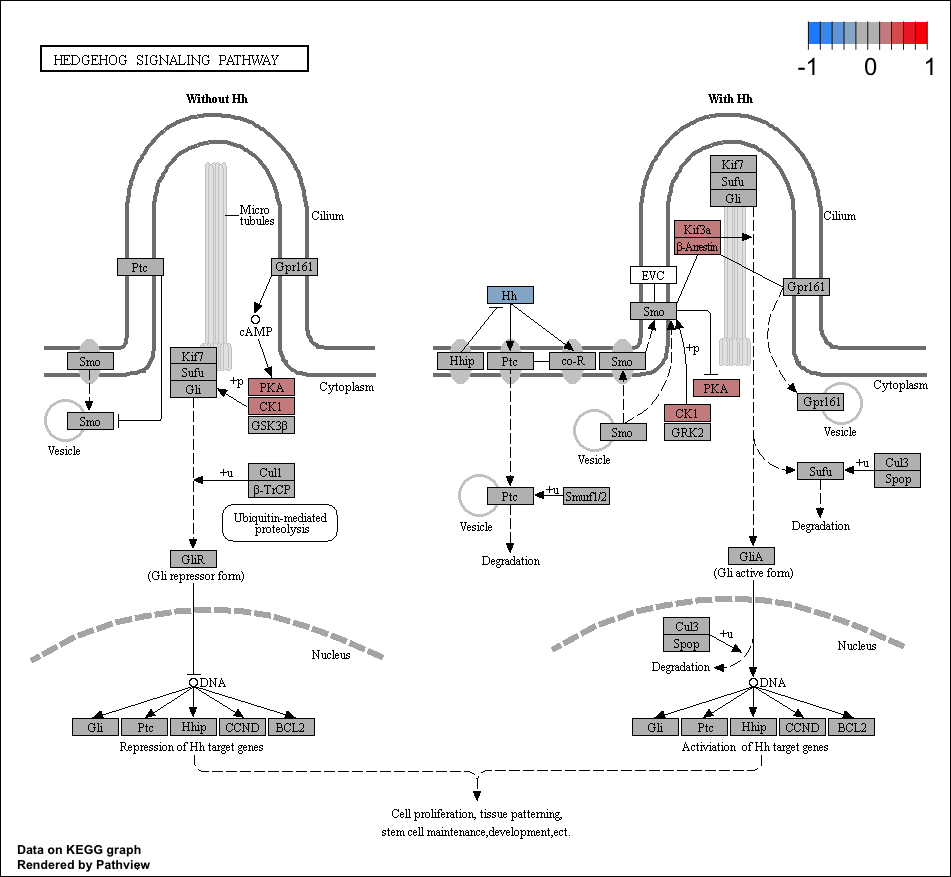 HEDGEHOG SIGNALING PATHWAY
-1 0 1
Without Hh
With Hh
Micro
tubules
Cilium
Ptc
Gpr161
cAMP
Smo
Kif7
Sufu
Gli
+p
PKA
CK1
GSK3β
Cytoplasm
Smo
Vesicle
+u
Cul1
β-TrCP
Ubiquitin-mediated
proteolysis
GliR
(Gli repressor form)
Nucleus
DNA
Gli
Ptc
Hhip
CCND
BCL2
Repression of Hh target genes
Kif7
Sufu
Gli
Cilium
Kif3a
β-Arrestin
EVC
Gpr161
Hh
Smo
Hhip
Ptc
co-R
Smo
+p
PKA
Cytoplasm
CK1
GRK2
Gpr161
Vesicle
Smo
Vesicle
Sufu
+u
Cul3
Spop
Degradation
Ptc
+u
Smurf1/2
Vesicle
Degradation
GliA
(Gli active form)
Cul3
Spop
+u
Degradation
Nucleus
DNA
Gli
Ptc
Hhip
CCND
BCL2
Activiation of Hh target genes
Cell proliferation, tissue patterning,
stem cell maintenance,development,ect.
Data on KEGG graph
Rendered by Pathview